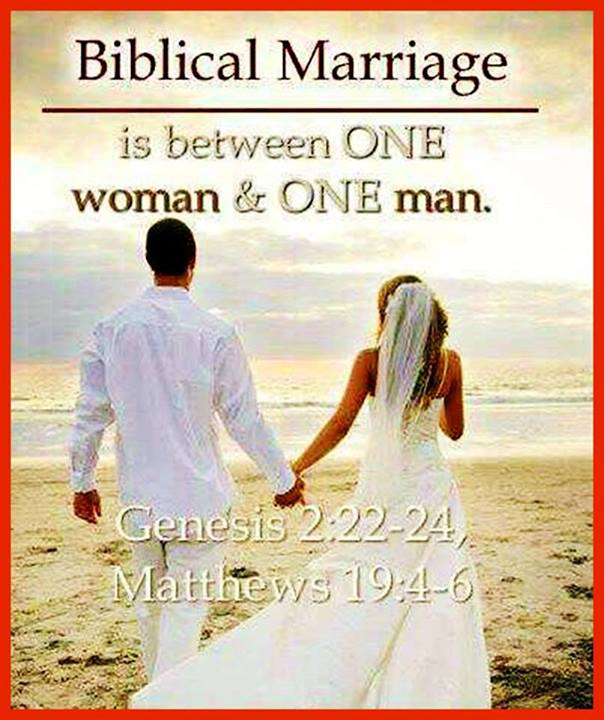 Biblical Marriage
is between ONE
woman & ONE man.
Genesis 2:22-24,
Matthews 19:4-6